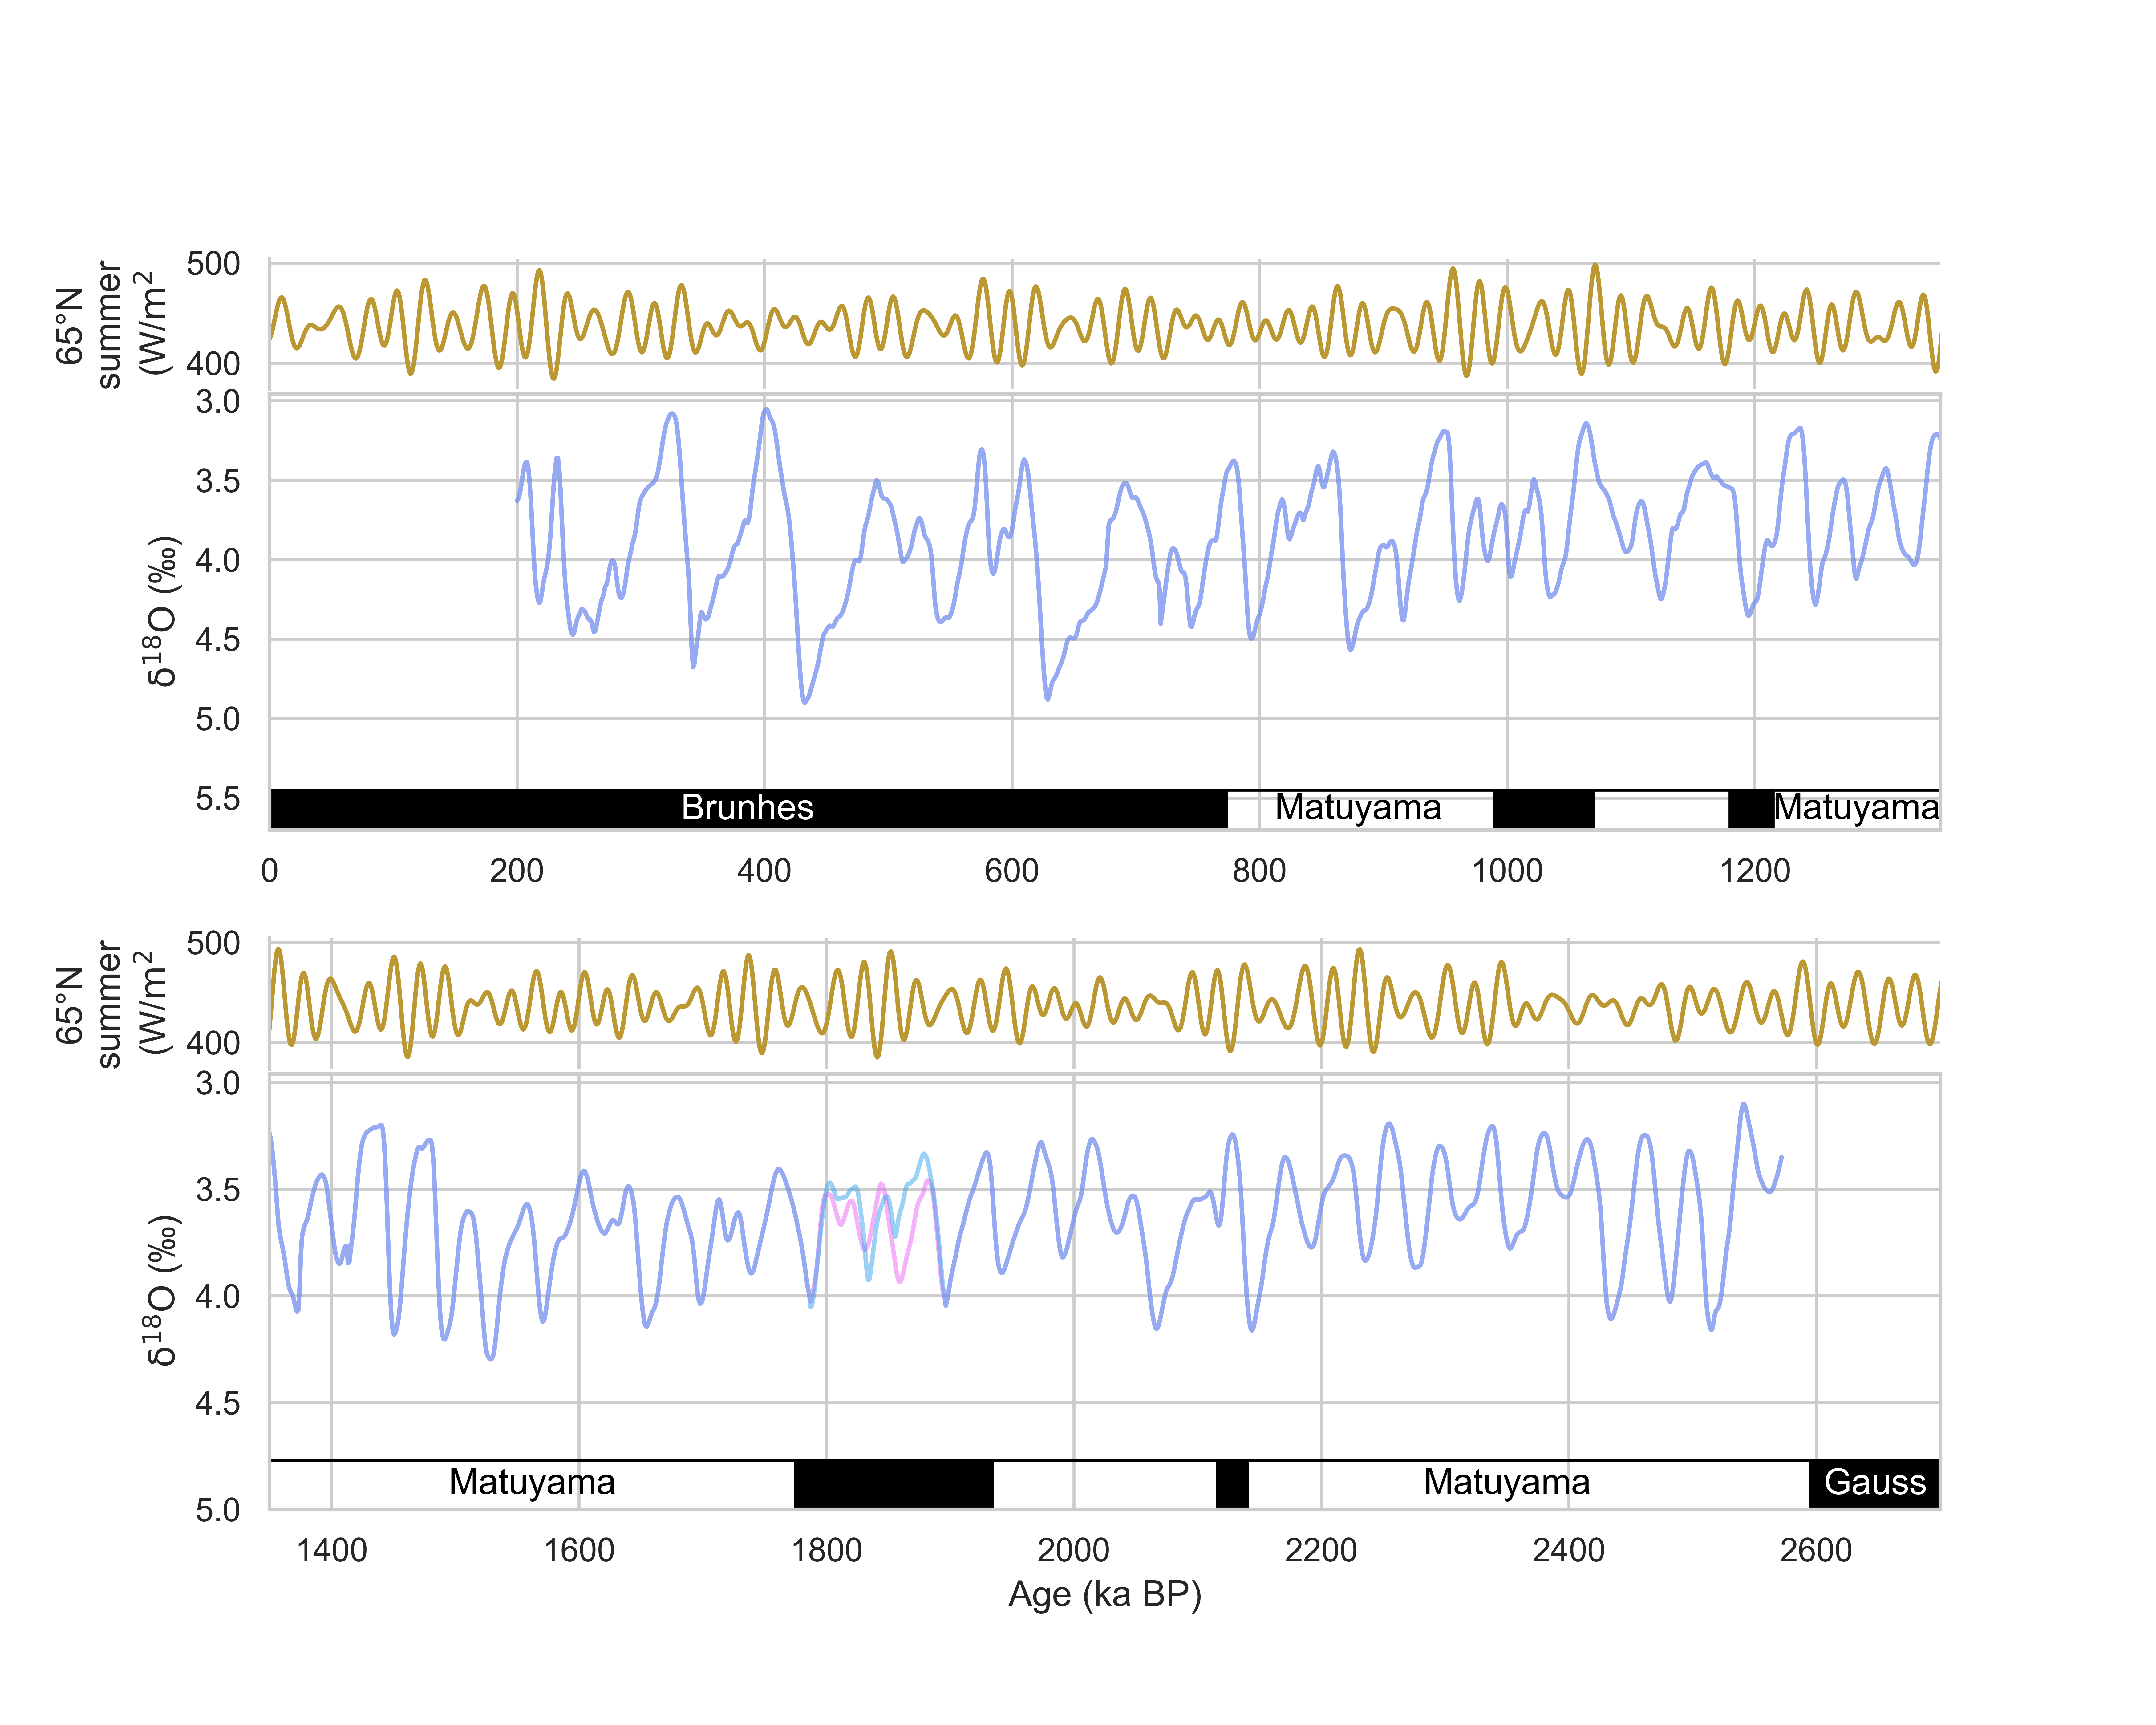 65°N
summer
(W/m²
500
400
δ¹⁸O (‰)
3.0
3.5
4.0
4.5
5.0
5.5
Brunhes Matuyama Matuyama
0 200 400 600 800 1000 1200
65°N
summer
(W/m²
500
400
δ¹⁸O (‰)
3.0
3.5
4.0
4.5
5.0
Matuyama Matuyama Gauss
1400 1600 1800 2000 2200 2400 2600
Age (ka BP)